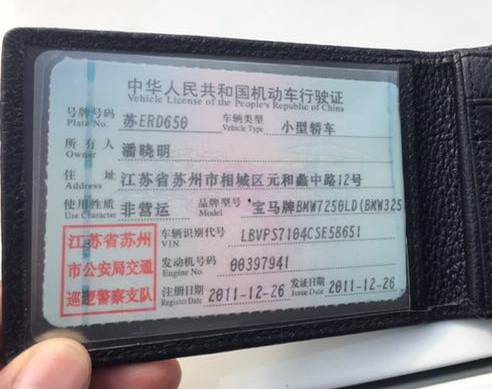 中华人民共和国机动车行驶证
Vehicle License of the People's Republic of China
号牌号码 Plate No. 苏ERD650 车辆类型 Vehicle Type 小型轿车
所有人 Owner 潘晓明
住址 Address 江苏省苏州市相城区元和蠡中路12号
使用性质 Use Character 非营运 品牌型号 Model 宝马牌BMW7250LD(BMW325
江苏省苏州
市公安局交通
巡逻警察支队
车辆识别代号 VIN LBVPS7104CSE58651
发动机号码 Engine No. 00397941
注册日期 Register Date 2011-12-26 发证日期 Issue Date 2011-12-26